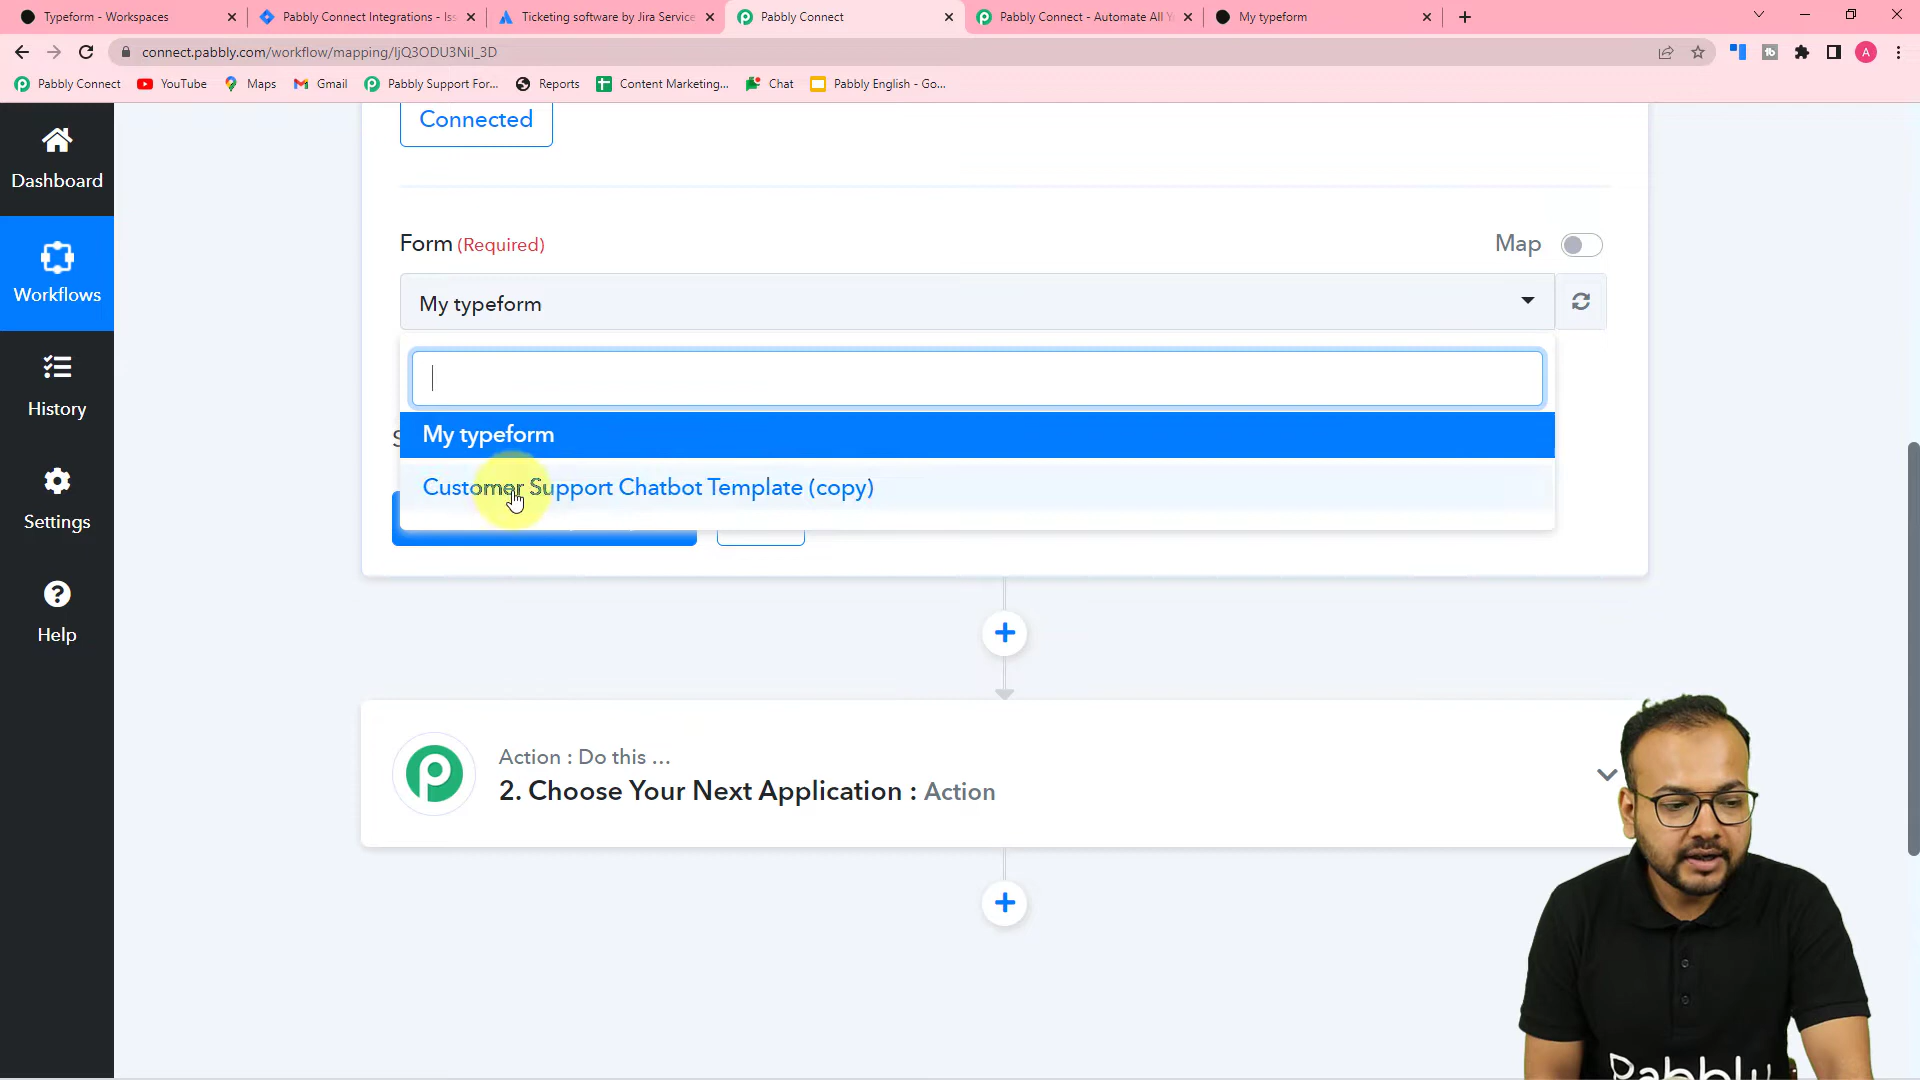 Typeform - Workspaces
Pabbly Connect Integrations - Iss
Ticketing software by Jira Service
Pabbly Connect
Pabbly Connect - Automate All Y
My typeform
connect.pabbly.com/workflow/mapping/IjQ3ODU3NiI_3D
A
Pabbly Connect
YouTube
Maps
Gmail
Pabbly Support For...
Reports
Content Marketing...
Chat
Pabbly English - Go...
Connected
Dashboard
Workflows
History
Settings
Help
Form (Required)
Map
My typeform
My typeform
S
Customer Support Chatbot Template (copy)
Action : Do this ...
2. Choose Your Next Application : Action
Pabbly